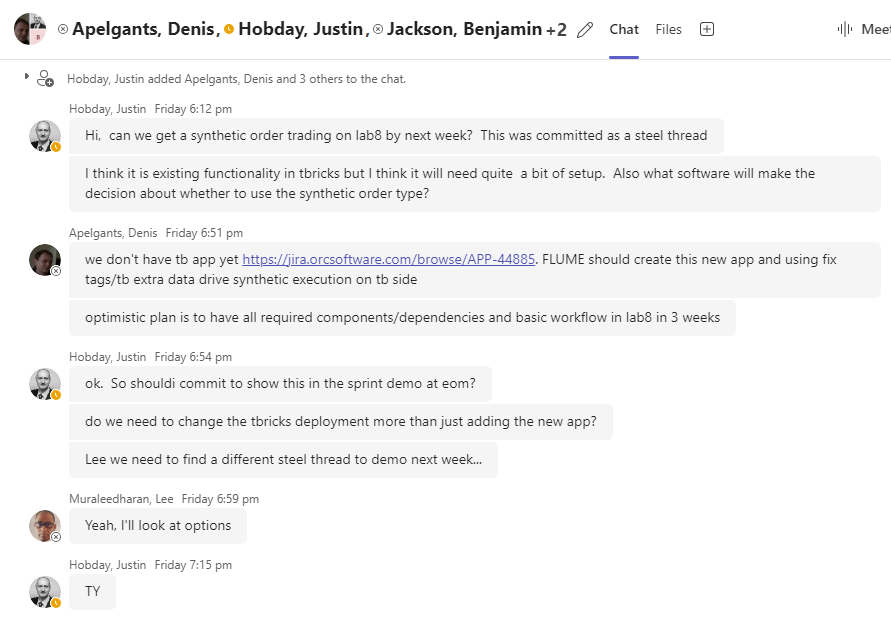 Apelgants, Denis, Hobday, Justin, Jackson, Benjamin +2 Chat Files Meet
Hobday, Justin added Apelgants, Denis and 3 others to the chat.
Hobday, Justin Friday 6:12 pm
Hi,  can we get a synthetic order trading on lab8 by next week?  This was committed as a steel thread
I think it is existing functionality in tbricks but I think it will need quite  a bit of setup.  Also what software will make the
decision about whether to use the synthetic order type?
Apelgants, Denis Friday 6:51 pm
we don't have tb app yet https://jira.orcsoftware.com/browse/APP-44885. FLUME should create this new app and using fix
tags/tb extra data drive synthetic execution on tb side
optimistic plan is to have all required components/dependencies and basic workflow in lab8 in 3 weeks
Hobday, Justin Friday 6:54 pm
ok.  So shouldi commit to show this in the sprint demo at eom?
do we need to change the tbricks deployment more than just adding the new app?
Lee we need to find a different steel thread to demo next week...
Muraleedharan, Lee Friday 6:59 pm
Yeah, I'll look at options
Hobday, Justin Friday 7:15 pm
TY